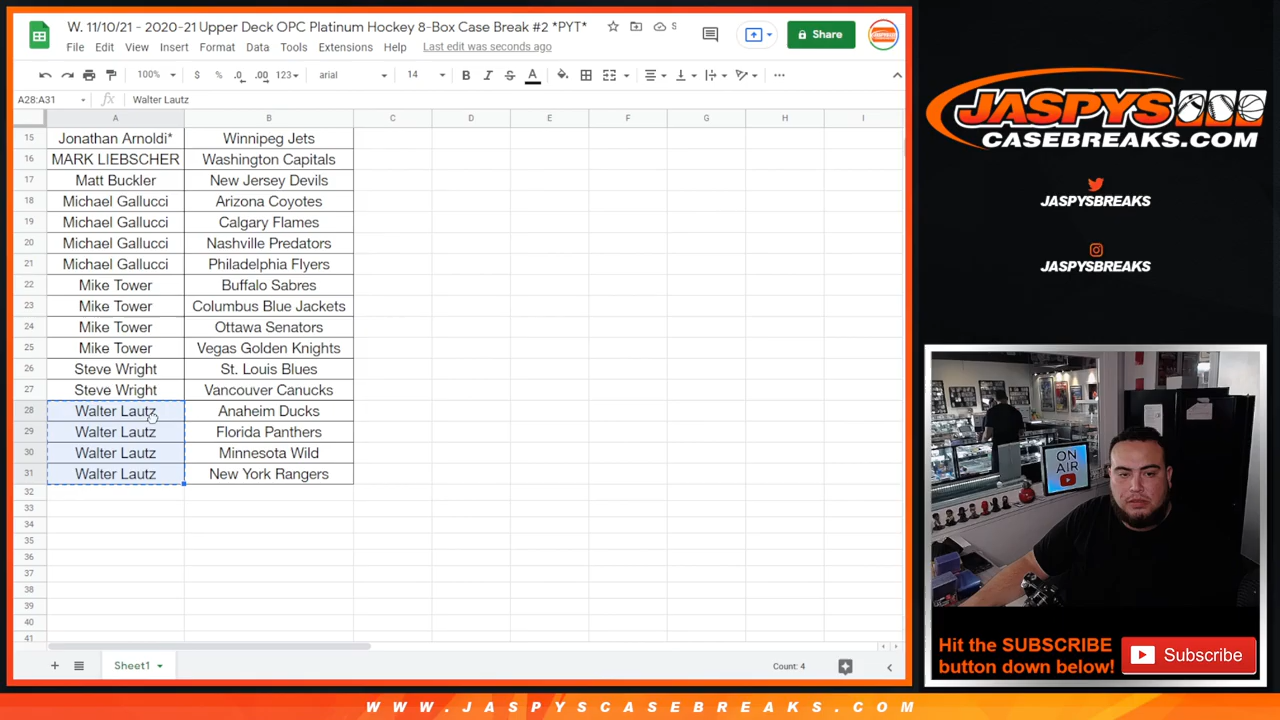 W. 11/10/21 - 2020-21 Upper Deck OPC Platinum Hockey 8-Box Case Break #2 *PYT*
S
Share
File Edit View Insert Format Data Tools Extensions Help Last edit was seconds ago
100% $ % .0 .00 123 arial 14 B I S A
A28:A31 fx Walter Lautz
A B C D E F G H I
15 Jonathan Arnoldi* Winnipeg Jets
16 MARK LIEBSCHER Washington Capitals
17 Matt Buckler New Jersey Devils
18 Michael Gallucci Arizona Coyotes
19 Michael Gallucci Calgary Flames
20 Michael Gallucci Nashville Predators
21 Michael Gallucci Philadelphia Flyers
22 Mike Tower Buffalo Sabres
23 Mike Tower Columbus Blue Jackets
24 Mike Tower Ottawa Senators
25 Mike Tower Vegas Golden Knights
26 Steve Wright St. Louis Blues
27 Steve Wright Vancouver Canucks
28 Walter Lautz Anaheim Ducks
29 Walter Lautz Florida Panthers
30 Walter Lautz Minnesota Wild
31 Walter Lautz New York Rangers
32
33
34
35
36
37
38
39
40
41
Sheet1
Count: 4
JASPYS
CASEBREAKS.COM
JASPYSBREAKS
JASPYSBREAKS
ON
AIR
Hit the SUBSCRIBE
button down below!
Subscribe
WWW.JASPYSCASEBREAKS.COM